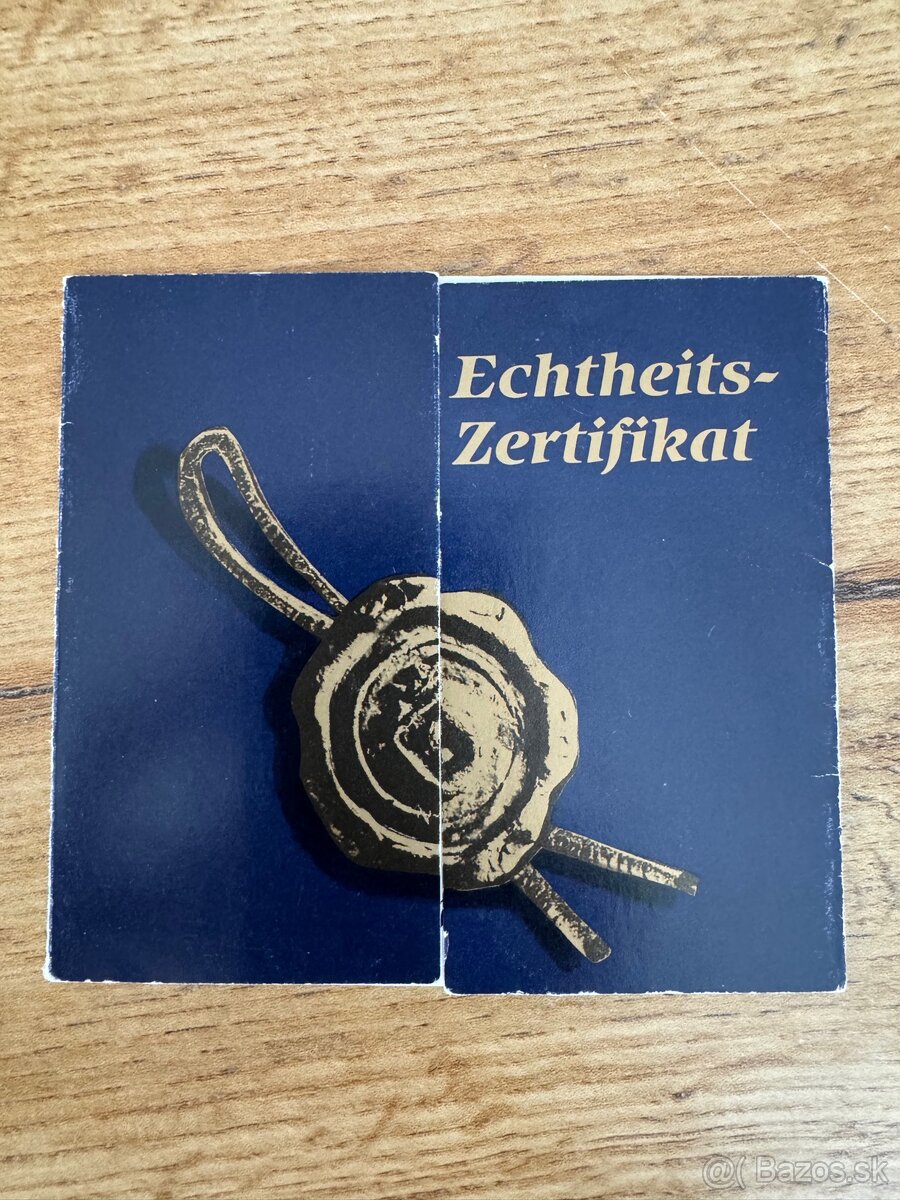 Echtheits-
Zertifikat
@( Bazos.sk